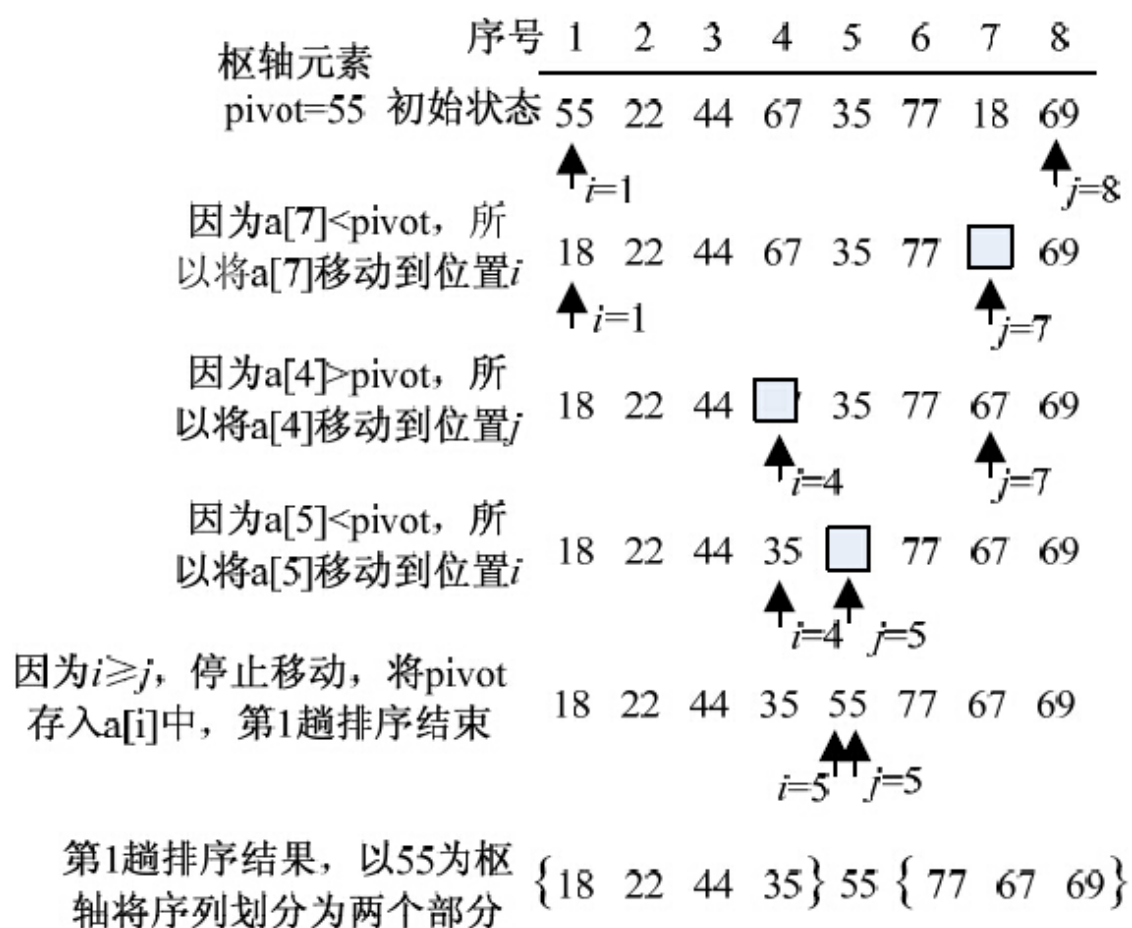 序号 1 2 3 4 5 6 7 8
枢轴元素
pivot=55 初始状态 55 22 44 67 35 77 18 69
i=1 j=8
因为a[7]<pivot，所
以将a[7]移动到位置i
18 22 44 67 35 77 69
i=1 j=7
因为a[4]>pivot，所
以将a[4]移动到位置j
18 22 44 35 77 67 69
i=4 j=7
因为a[5]<pivot，所
以将a[5]移动到位置i
18 22 44 35 77 67 69
i=4 j=5
因为i≥j，停止移动，将pivot
存入a[i]中，第1趟排序结束
18 22 44 35 55 77 67 69
i=5 j=5
第1趟排序结果，以55为枢
轴将序列划分为两个部分
{18 22 44 35} 55 {77 67 69}